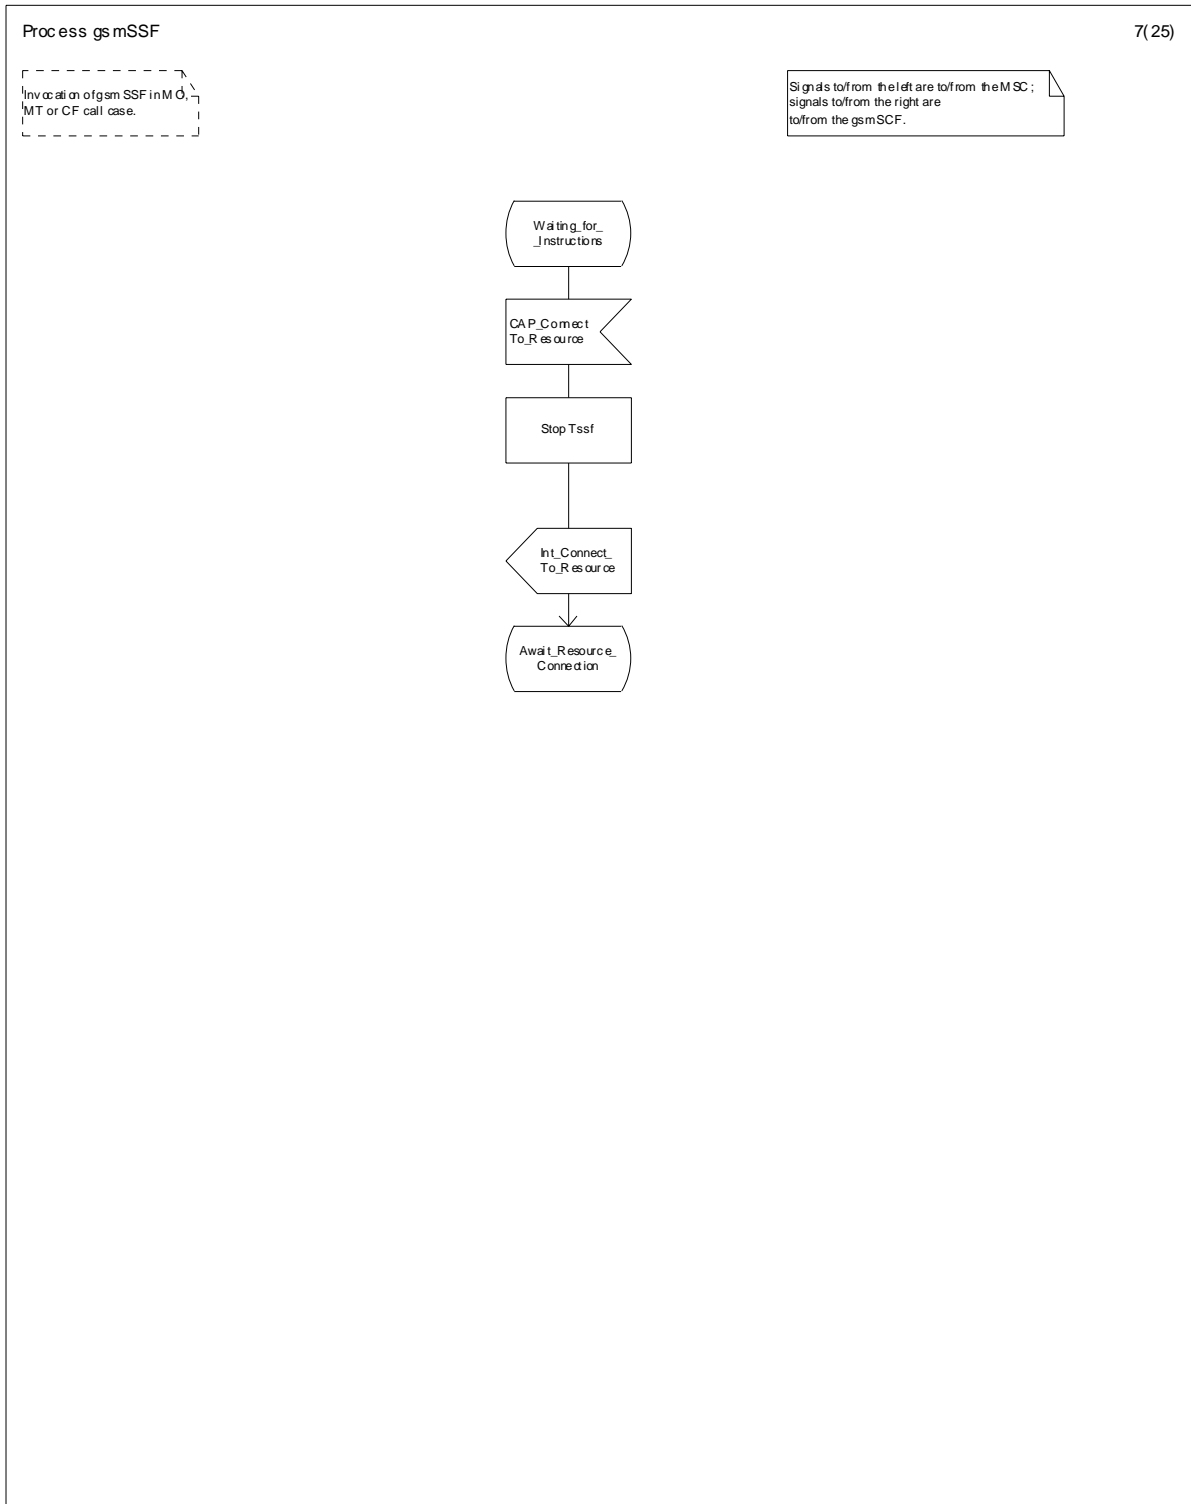 Process gsmSSF
7(25)
Invocation of gsmSSF in MO,
MT or CF call case.
Signals to/from the left are to/from the MSC;
signals to/from the right are
to/from the gsmSCF.
Waiting_for_
_Instructions
CAP_Connect
To_Resource
Stop Tssf
Int_Connect_
To_Resource
Await_Resource_
Connection